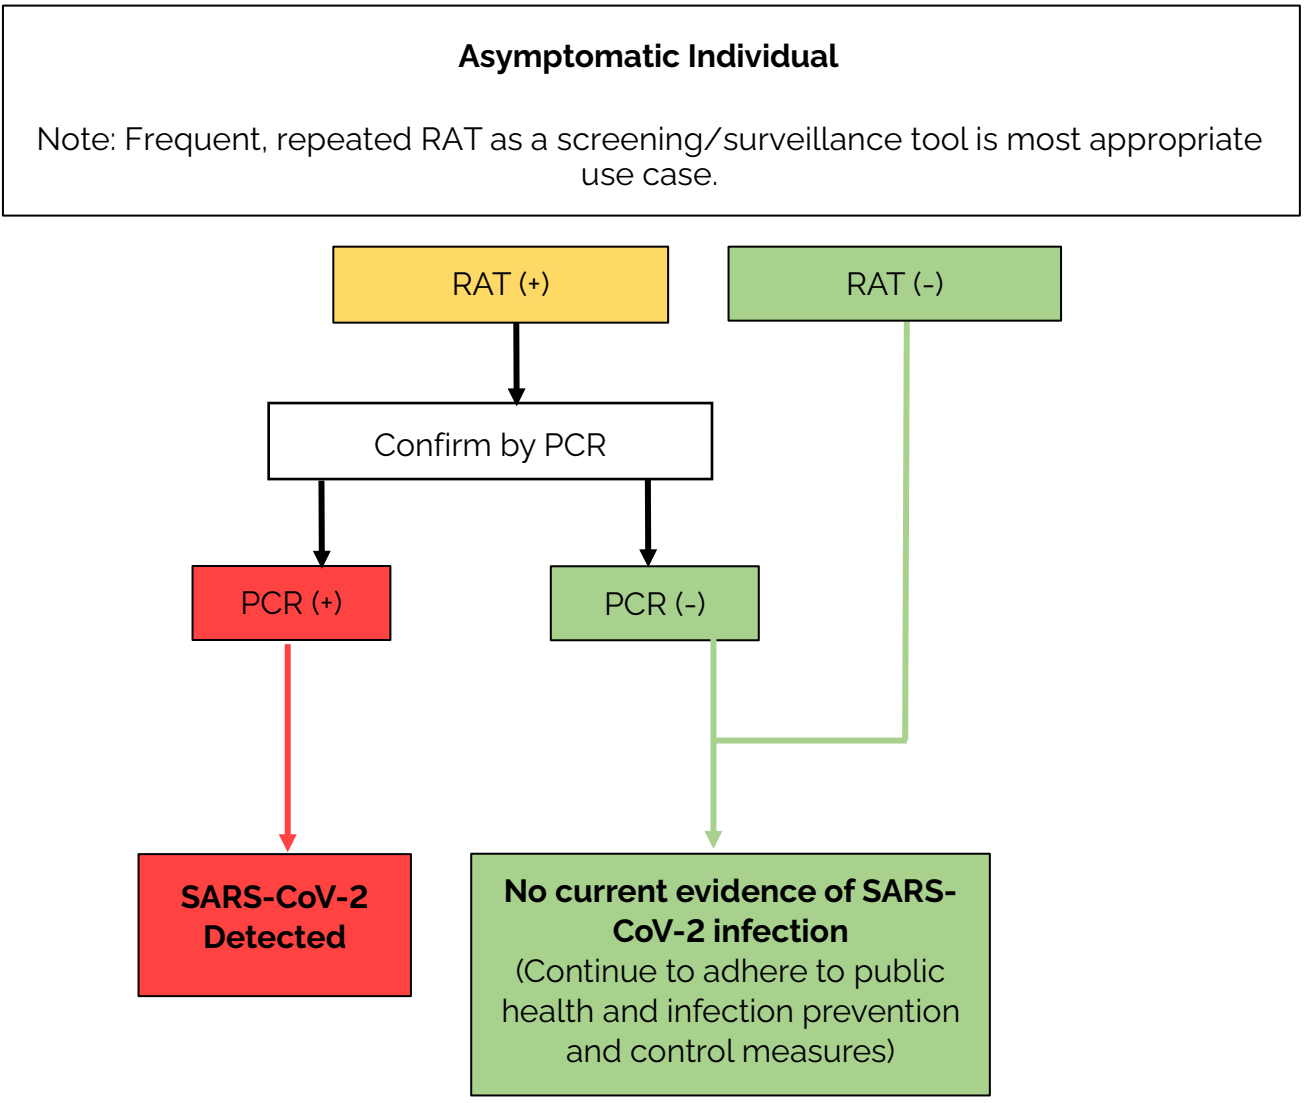 Asymptomatic Individual
Note: Frequent, repeated RAT as a screening/surveillance tool is most appropriate
use case.
RAT (+)
RAT (-)
Confirm by PCR
PCR (+)
PCR (-)
SARS-CoV-2
Detected
No current evidence of SARS-
CoV-2 infection
(Continue to adhere to public
health and infection prevention
and control measures)